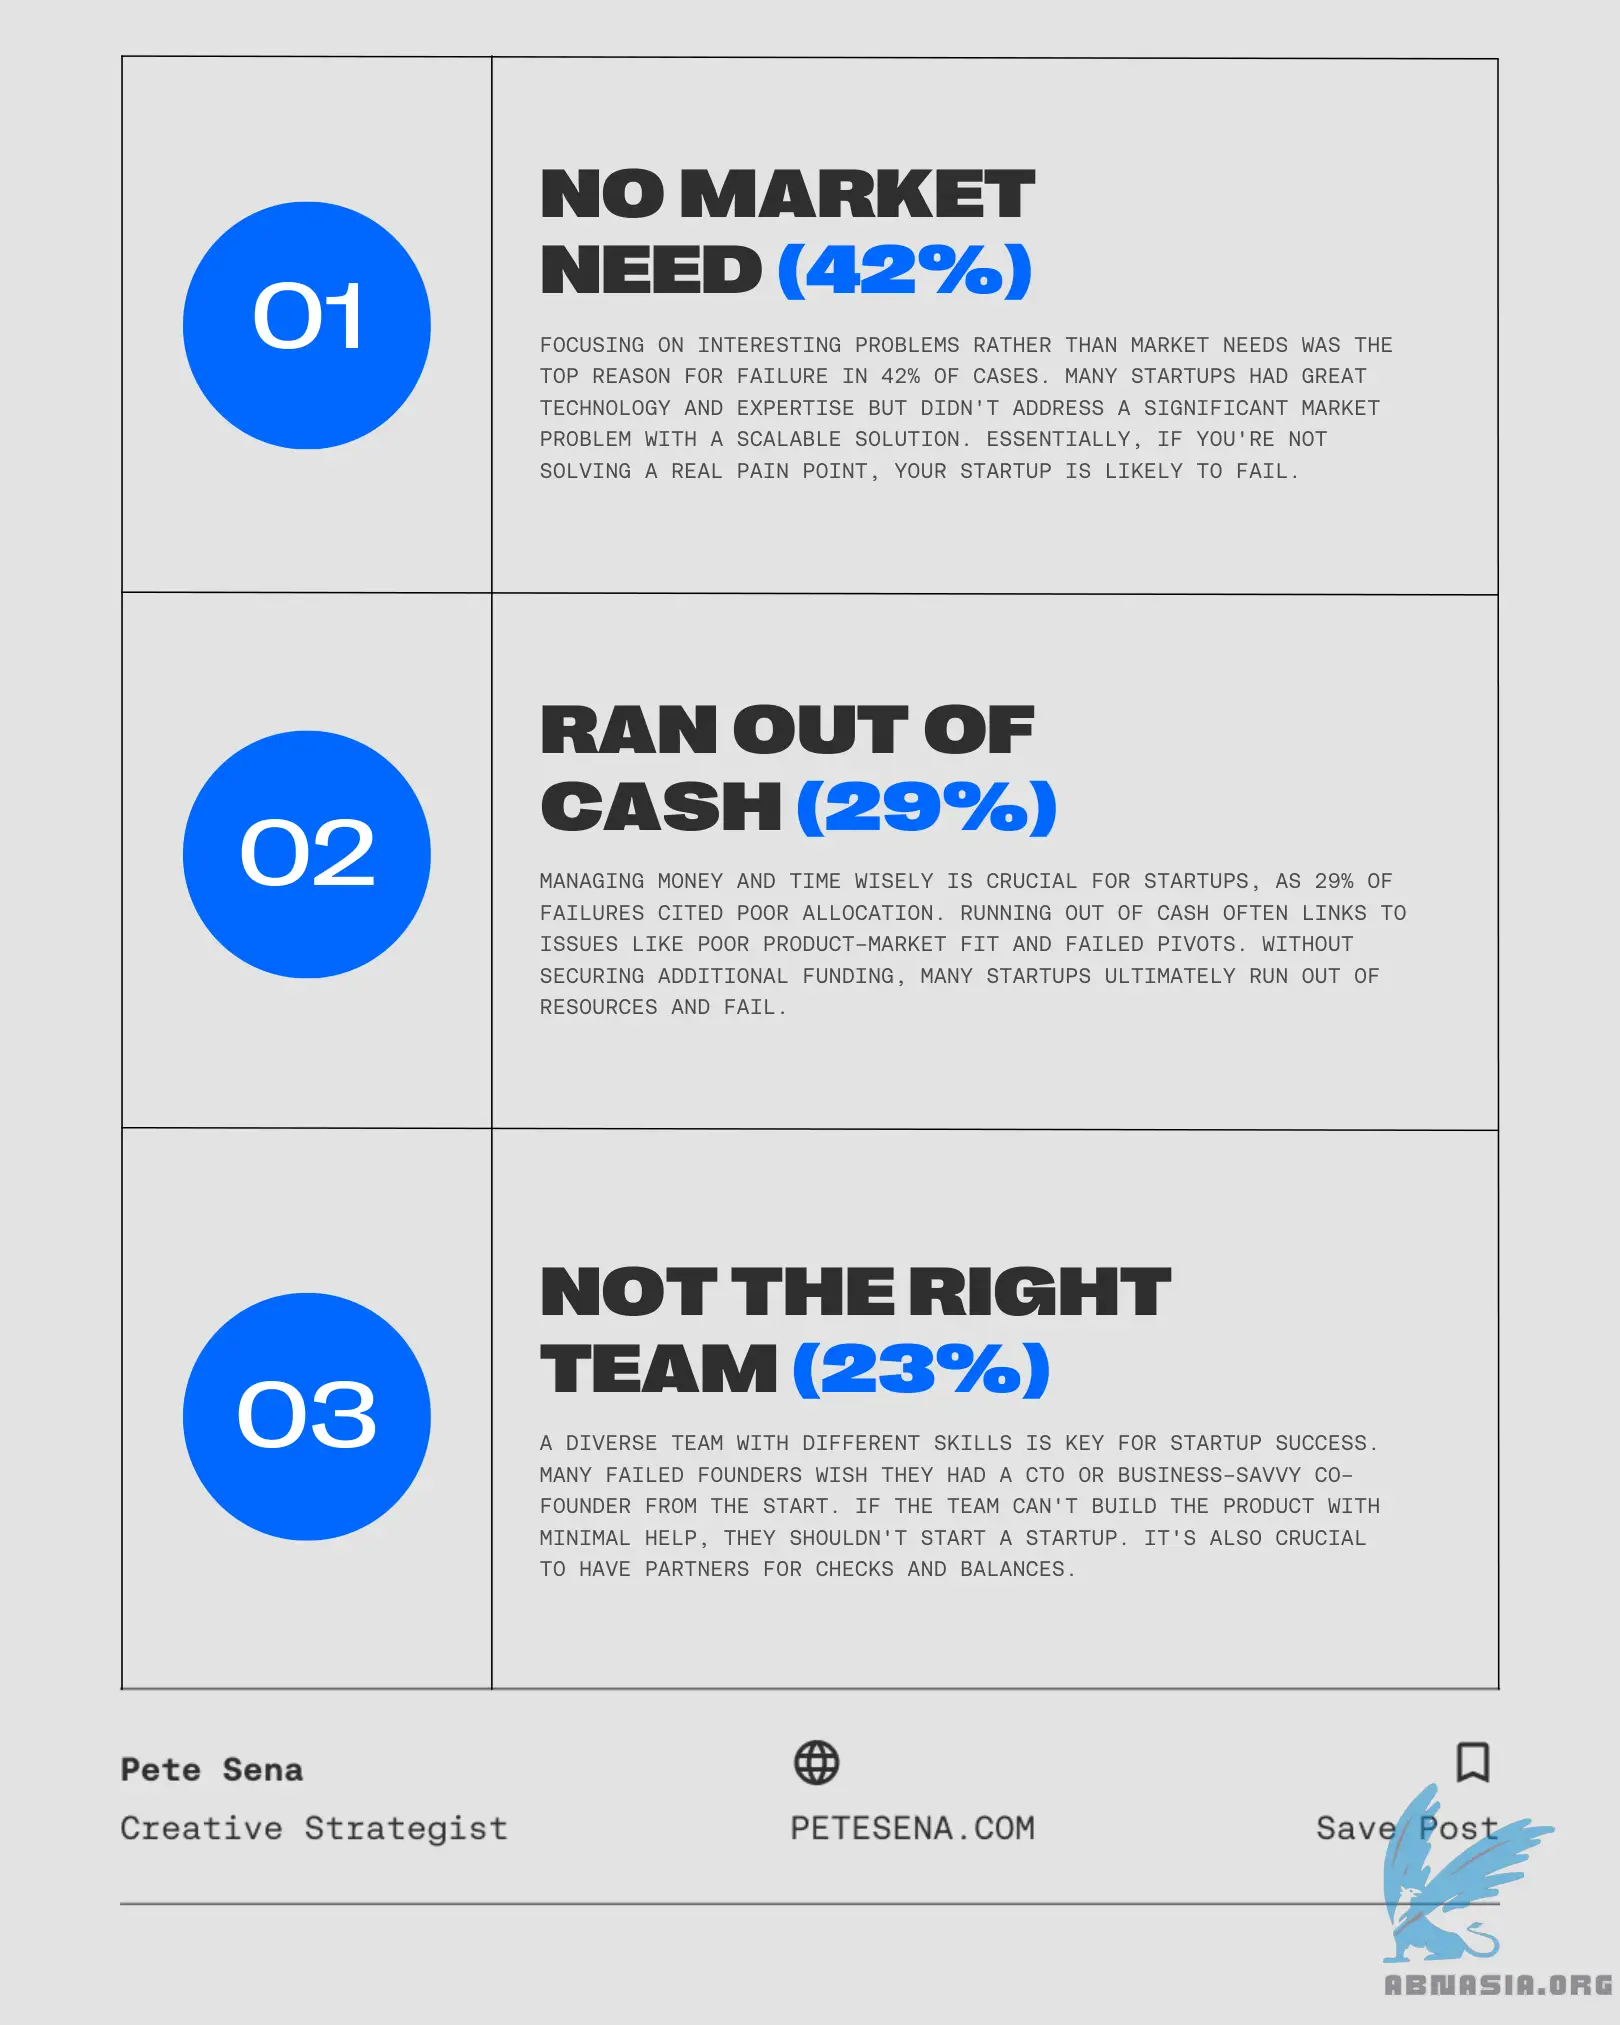 01
NO MARKET
NEED (42%)
FOCUSING ON INTERESTING PROBLEMS RATHER THAN MARKET NEEDS WAS THE
TOP REASON FOR FAILURE IN 42% OF CASES. MANY STARTUPS HAD GREAT
TECHNOLOGY AND EXPERTISE BUT DIDN'T ADDRESS A SIGNIFICANT MARKET
PROBLEM WITH A SCALABLE SOLUTION. ESSENTIALLY, IF YOU'RE NOT
SOLVING A REAL PAIN POINT, YOUR STARTUP IS LIKELY TO FAIL.
02
RAN OUT OF
CASH (29%)
MANAGING MONEY AND TIME WISELY IS CRUCIAL FOR STARTUPS, AS 29% OF
FAILURES CITED POOR ALLOCATION. RUNNING OUT OF CASH OFTEN LINKS TO
ISSUES LIKE POOR PRODUCT-MARKET FIT AND FAILED PIVOTS. WITHOUT
SECURING ADDITIONAL FUNDING, MANY STARTUPS ULTIMATELY RUN OUT OF
RESOURCES AND FAIL.
03
NOT THE RIGHT
TEAM (23%)
A DIVERSE TEAM WITH DIFFERENT SKILLS IS KEY FOR STARTUP SUCCESS.
MANY FAILED FOUNDERS WISH THEY HAD A CTO OR BUSINESS-SAVVY CO-
FOUNDER FROM THE START. IF THE TEAM CAN'T BUILD THE PRODUCT WITH
MINIMAL HELP, THEY SHOULDN'T START A STARTUP. IT'S ALSO CRUCIAL
TO HAVE PARTNERS FOR CHECKS AND BALANCES.
Pete Sena
Creative Strategist
PETESENA.COM
Save Post
ABNASIA.ORG